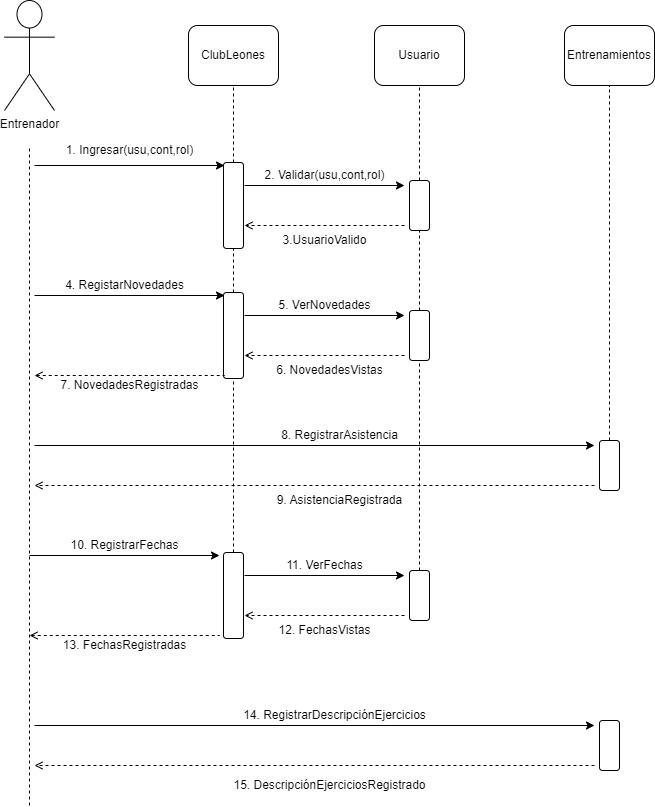 ClubLeones
Usuario
Entrenamientos
Entrenador
1. Ingresar(usu,cont,rol)
2. Validar(usu,cont,rol)
3.UsuarioValido
4. RegistarNovedades
5. VerNovedades
6. NovedadesVistas
7. NovedadesRegistradas
8. RegistrarAsistencia
9. AsistenciaRegistrada
10. RegistrarFechas
11. VerFechas
12. FechasVistas
13. FechasRegistradas
14. RegistrarDescripciónEjercicios
15. DescripciónEjerciciosRegistrado